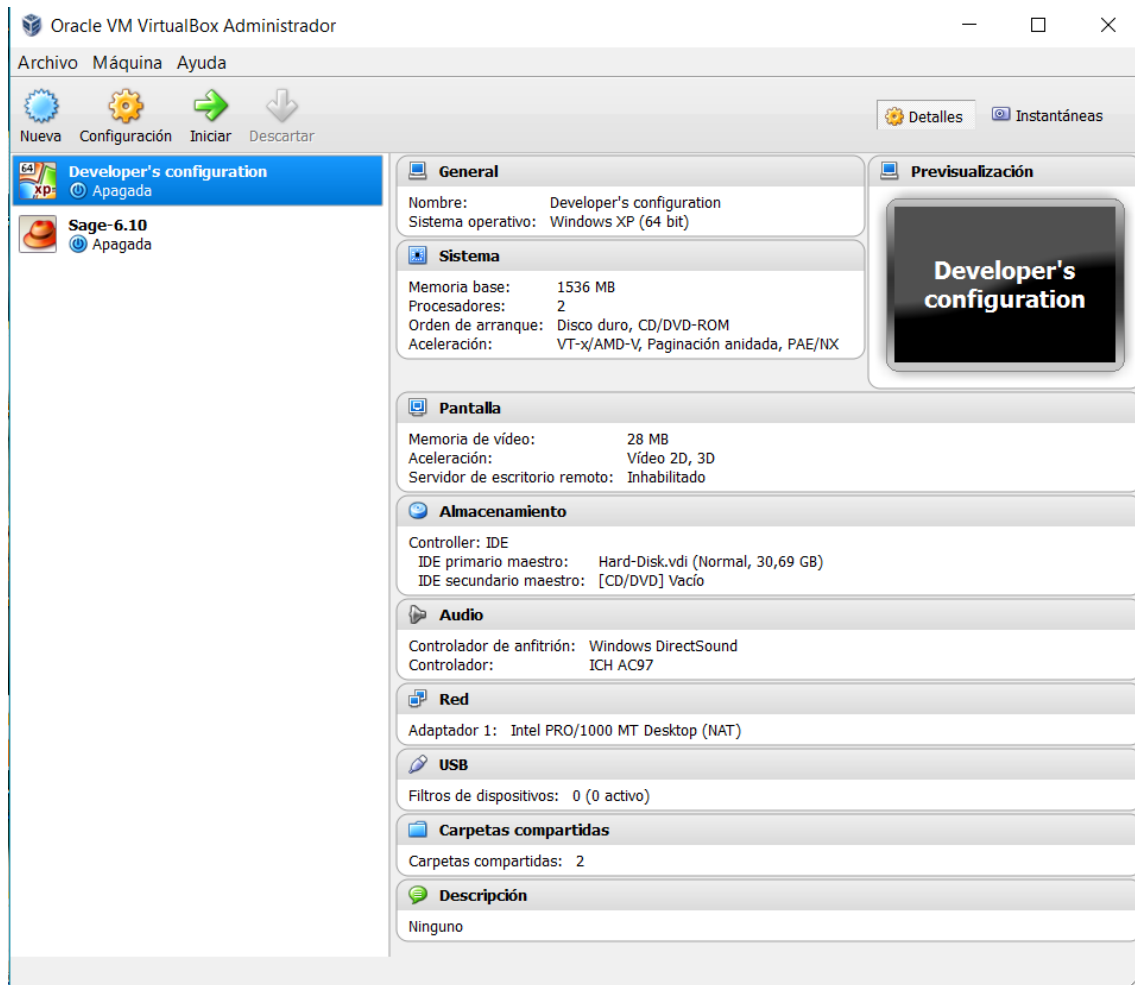 Oracle VM VirtualBox Administrador
Archivo Máquina Ayuda
Nueva Configuración Iniciar Descartar
Detalles Instantáneas
64 xp
Developer's configuration
Apagada
Sage-6.10
Apagada
General
Nombre: Developer's configuration
Sistema operativo: Windows XP (64 bit)
Sistema
Memoria base: 1536 MB
Procesadores: 2
Orden de arranque: Disco duro, CD/DVD-ROM
Aceleración: VT-x/AMD-V, Paginación anidada, PAE/NX
Previsualización
Developer's
configuration
Pantalla
Memoria de vídeo: 28 MB
Aceleración: Vídeo 2D, 3D
Servidor de escritorio remoto: Inhabilitado
Almacenamiento
Controller: IDE
IDE primario maestro: Hard-Disk.vdi (Normal, 30,69 GB)
IDE secundario maestro: [CD/DVD] Vacío
Audio
Controlador de anfitrión: Windows DirectSound
Controlador: ICH AC97
Red
Adaptador 1: Intel PRO/1000 MT Desktop (NAT)
USB
Filtros de dispositivos: 0 (0 activo)
Carpetas compartidas
Carpetas compartidas: 2
Descripción
Ninguno